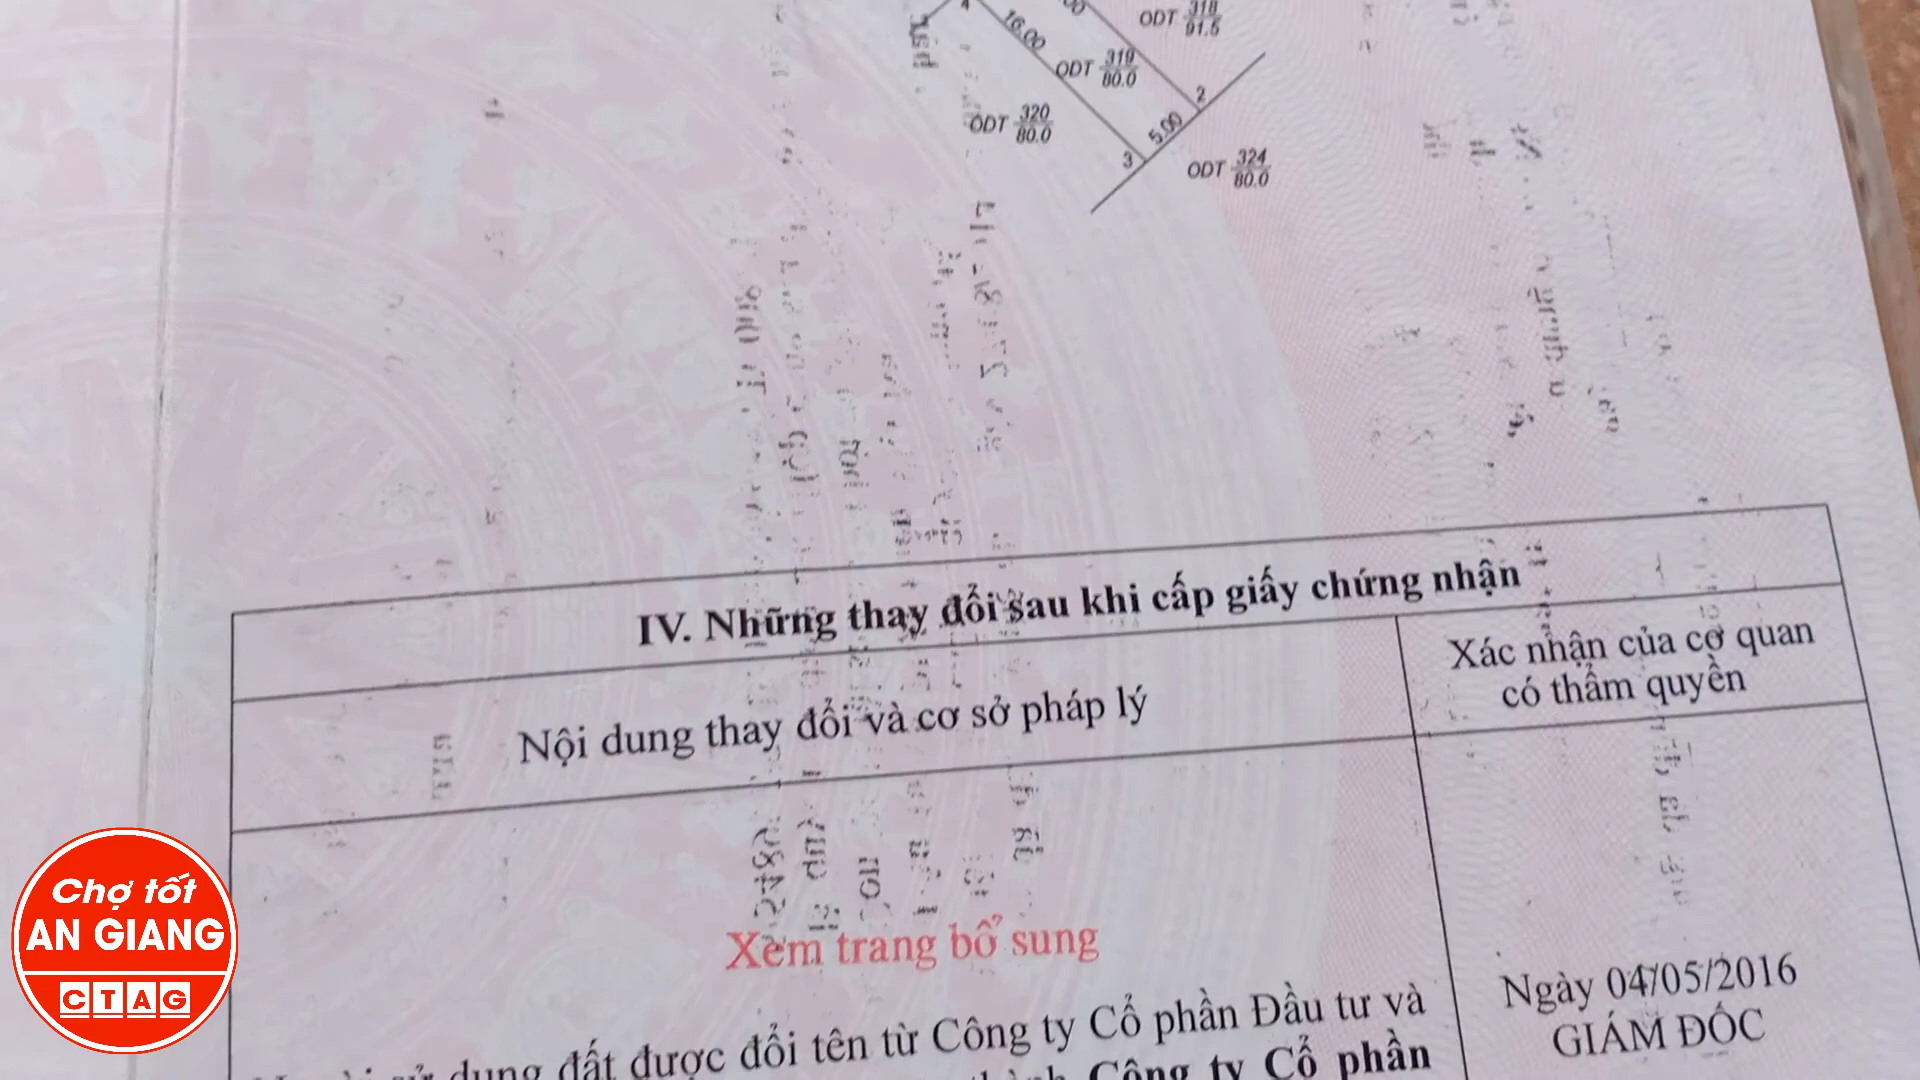 4
16.00
00
ODT 318
91.5
ODT 319
80.0
ODT 320
80.0
2
5.00
3
ODT 324
80.0
IV. Những thay đổi sau khi cấp giấy chứng nhận
Nội dung thay đổi và cơ sở pháp lý
Xác nhận của cơ quan
có thẩm quyền
Xem trang bổ sung
sử dụng đất được đổi tên từ Công ty Cổ phần Đầu tư và
thành Công ty Cổ phần
Ngày 04/05/2016
GIÁM ĐỐC
Chợ tốt
AN GIANG
CTAG